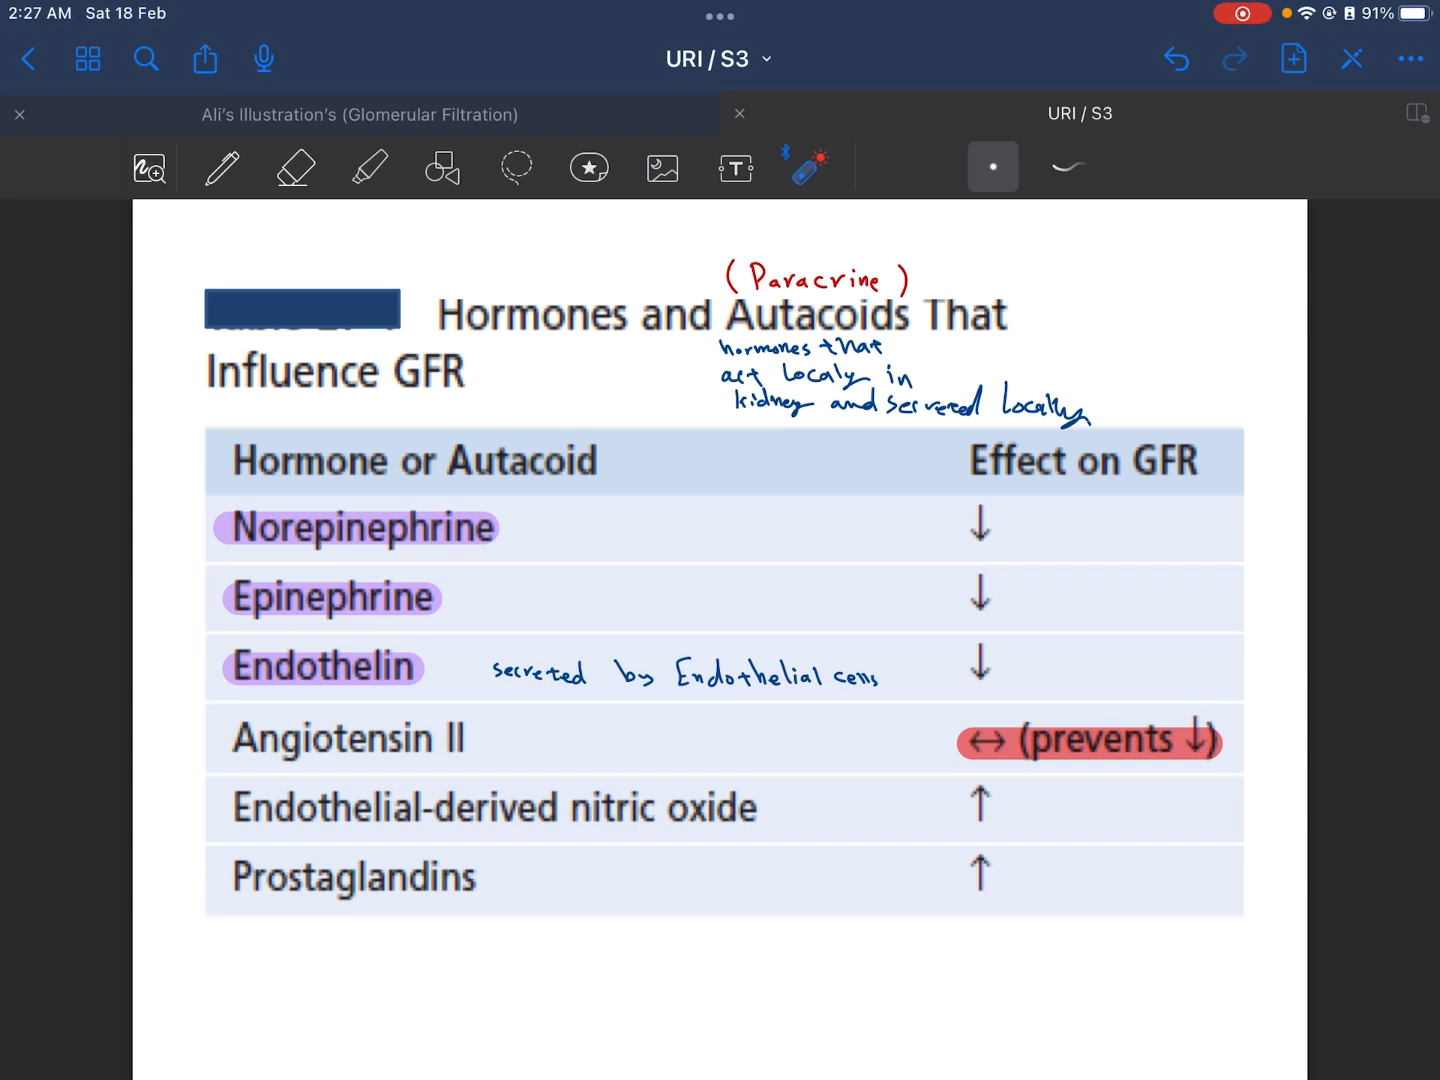 2:27 AM Sat 18 Feb
91%
URI / S3
Ali's Illustration's (Glomerular Filtration)
URI / S3
(Paracrine)
Hormones and Autacoids That
Influence GFR
hormones that
act localy in
kidney and secreted locally
Hormone or Autacoid Effect on GFR
Norepinephrine ↓
Epinephrine ↓
Endothelin secreted by Endothelial cells ↓
Angiotensin II ↔ (prevents ↓)
Endothelial-derived nitric oxide ↑
Prostaglandins ↑